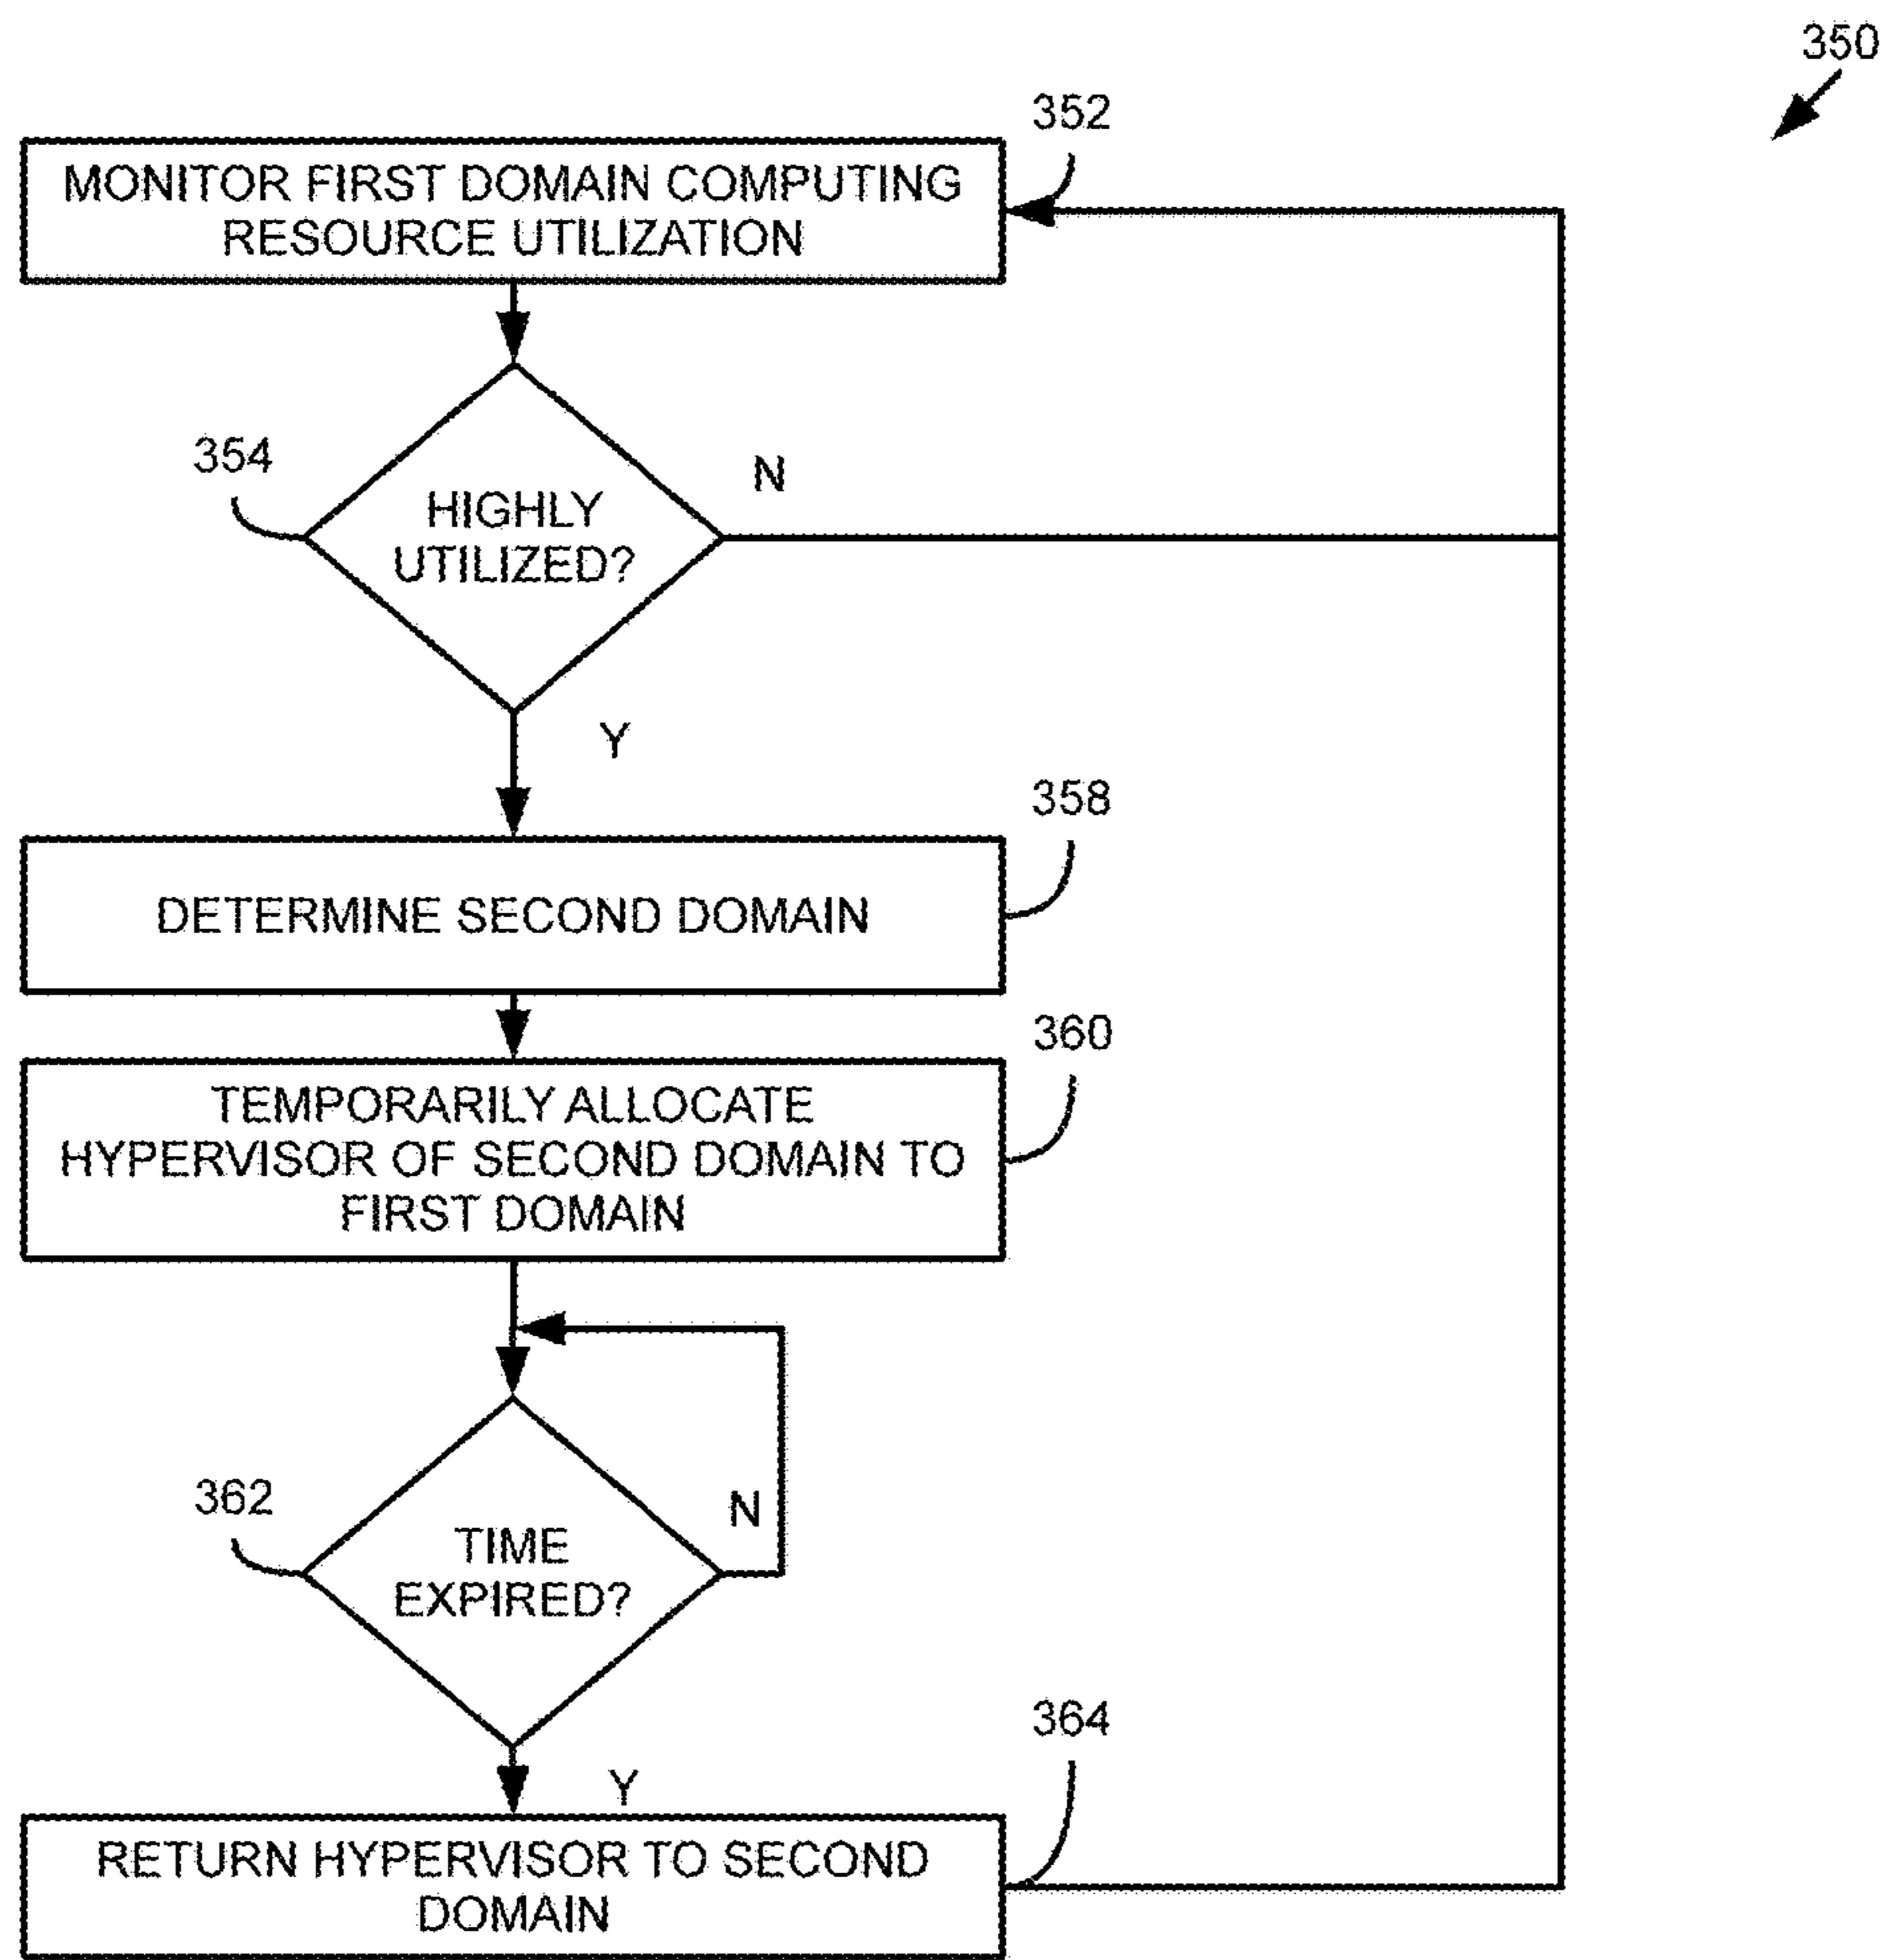 350
352
MONITOR FIRST DOMAIN COMPUTING
RESOURCE UTILIZATION
354
N
HIGHLY
UTILIZED?
Y
358
DETERMINE SECOND DOMAIN
360
TEMPORARILY ALLOCATE
HYPERVISOR OF SECOND DOMAIN TO
FIRST DOMAIN
362
N
TIME
EXPIRED?
364
Y
RETURN HYPERVISOR TO SECOND
DOMAIN